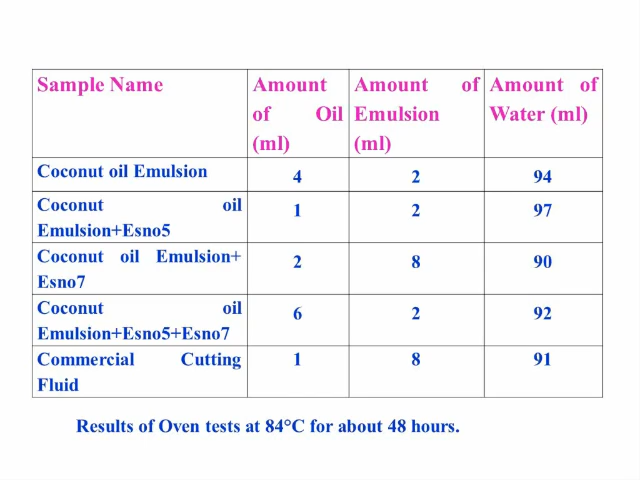 Sample Name
Amount of Oil (ml)
Amount of Emulsion (ml)
Amount of Water (ml)
Coconut oil Emulsion 4 2 94
Coconut oil Emulsion+Esno5 1 2 97
Coconut oil Emulsion+ Esno7 2 8 90
Coconut oil Emulsion+Esno5+Esno7 6 2 92
Commercial Cutting Fluid 1 8 91
Results of Oven tests at 84°C for about 48 hours.